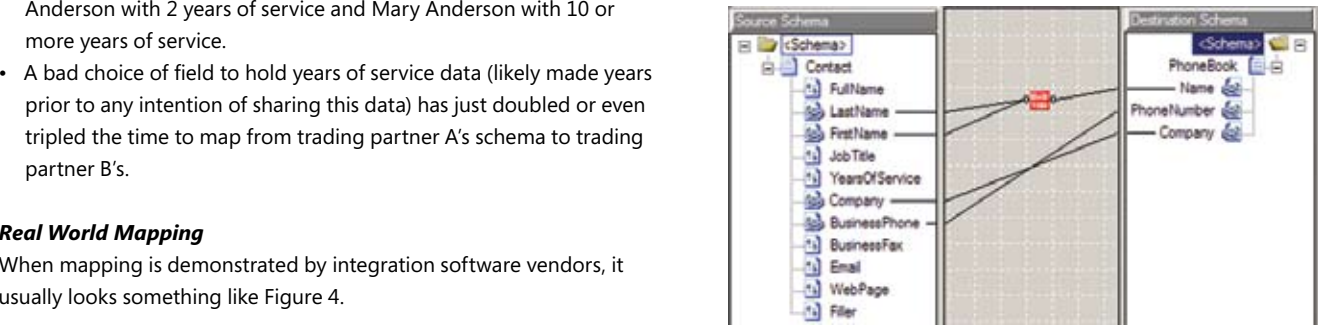 Anderson with 2 years of service and Mary Anderson with 10 or
more years of service.
• A bad choice of field to hold years of service data (likely made years
prior to any intention of sharing this data) has just doubled or even
tripled the time to map from trading partner A's schema to trading
partner B's.
Real World Mapping
When mapping is demonstrated by integration software vendors, it
usually looks something like Figure 4.
Source Schema
<Schema>
Contact
FullName
LastName
FirstName
JobTitle
YearsOfService
Company
BusinessPhone
BusinessFax
Email
WebPage
Filler
Destination Schema
<Schema>
PhoneBook
Name
PhoneNumber
Company